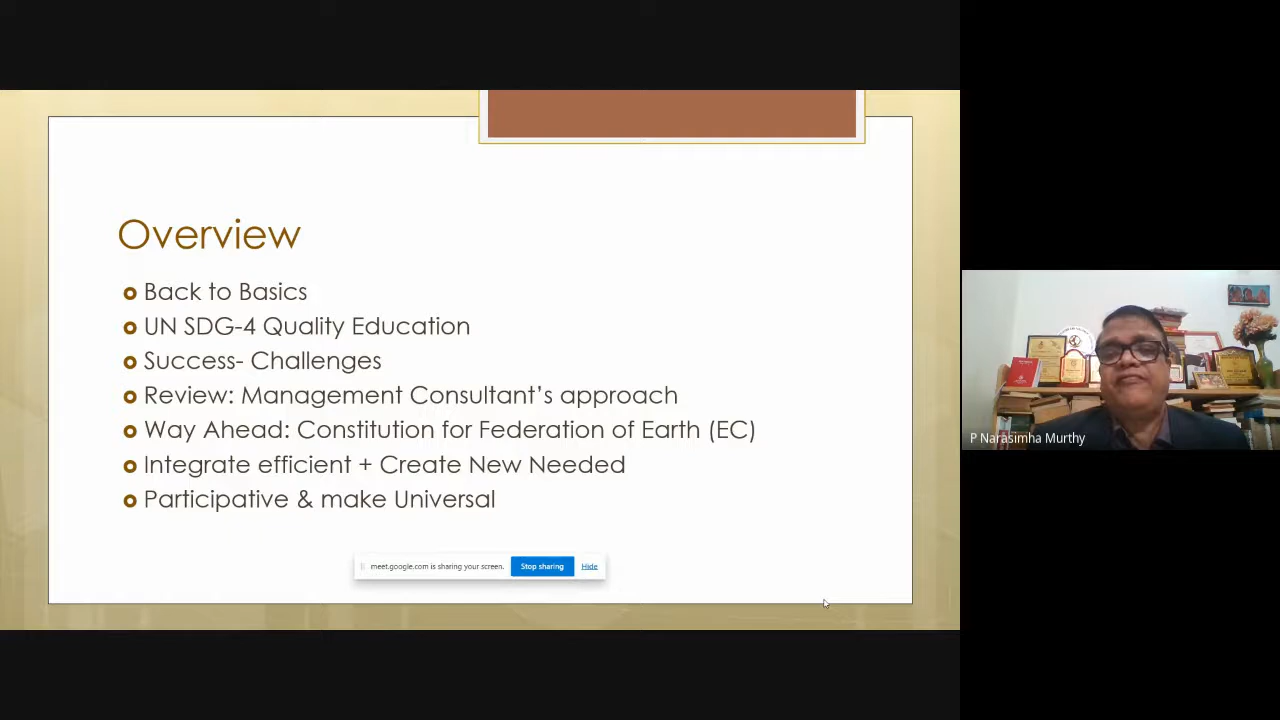 Overview
Back to Basics
UN SDG-4 Quality Education
Success- Challenges
Review: Management Consultant’s approach
Way Ahead: Constitution for Federation of Earth (EC)
Integrate efficient + Create New Needed
Participative & make Universal
meet.google.com is sharing your screen. Stop sharing Hide
P Narasimha Murthy